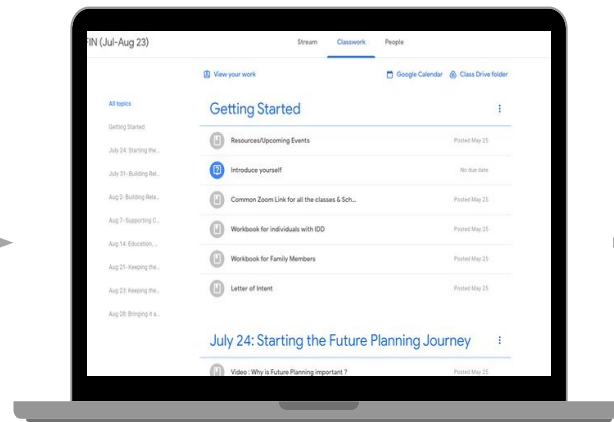 FIN (Jul-Aug 23)
Stream Classwork People
View your work Google Calendar Class Drive folder
All topics
Getting Started
July 24: Starting the...
July 31- Building Rel...
Aug 2- Building Rela...
Aug 7- Supporting C...
Aug 14: Education, ...
Aug 21- Keeping the...
Aug 23: Keeping the...
Aug 28: Bringing it a...
Getting Started
Resources/Upcoming Events Posted May 25
Introduce yourself No due date
Common Zoom Link for all the classes & Sch... Posted May 25
Workbook for individuals with IDD Posted May 25
Workbook for Family Members Posted May 25
Letter of Intent Posted May 25
July 24: Starting the Future Planning Journey
Video : Why is Future Planning important ? Posted May 25